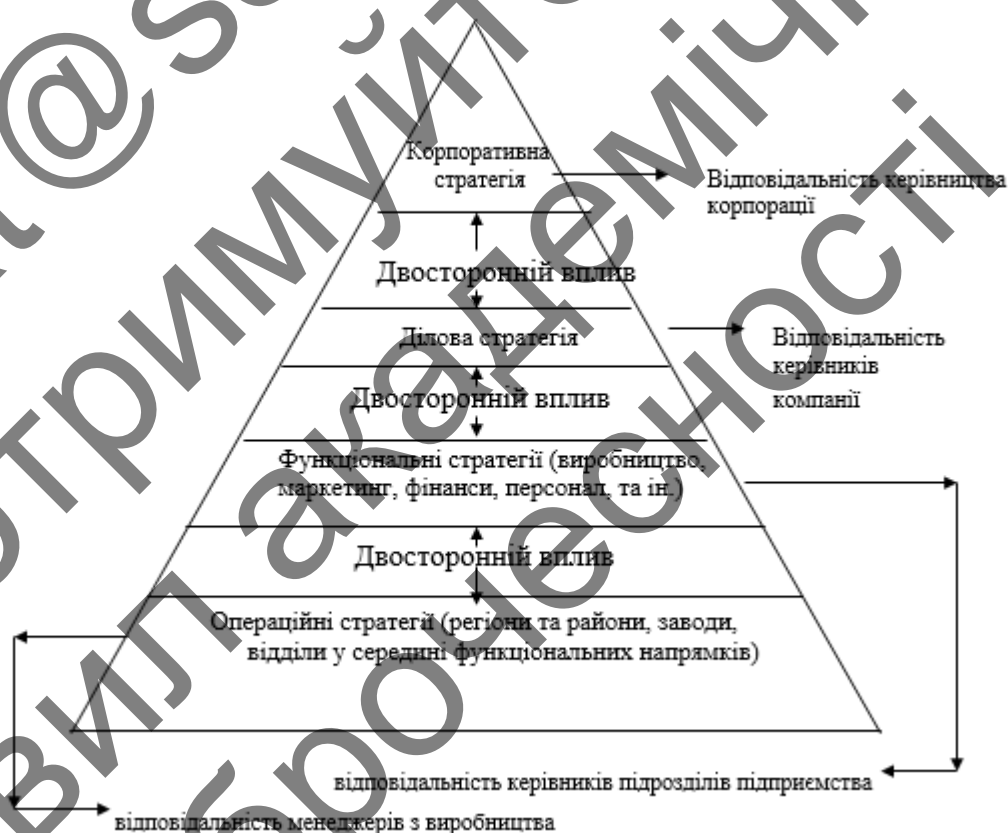 Корпоративна
стратегія
Відповідальність керівництва
корпорації
Двосторонній вплив
Ділова стратегія
Відповідальність
керівників
компанії
Двосторонній вплив
Функціональні стратегії (виробництво,
маркетинг, фінанси, персонал, та ін.)
Двосторонній вплив
Операційні стратегії (регіони та райони, заводи,
відділи у середині функціональних напрямків)
відповідальність керівників підрозділів підприємства
відповідальність менеджерів з виробництва